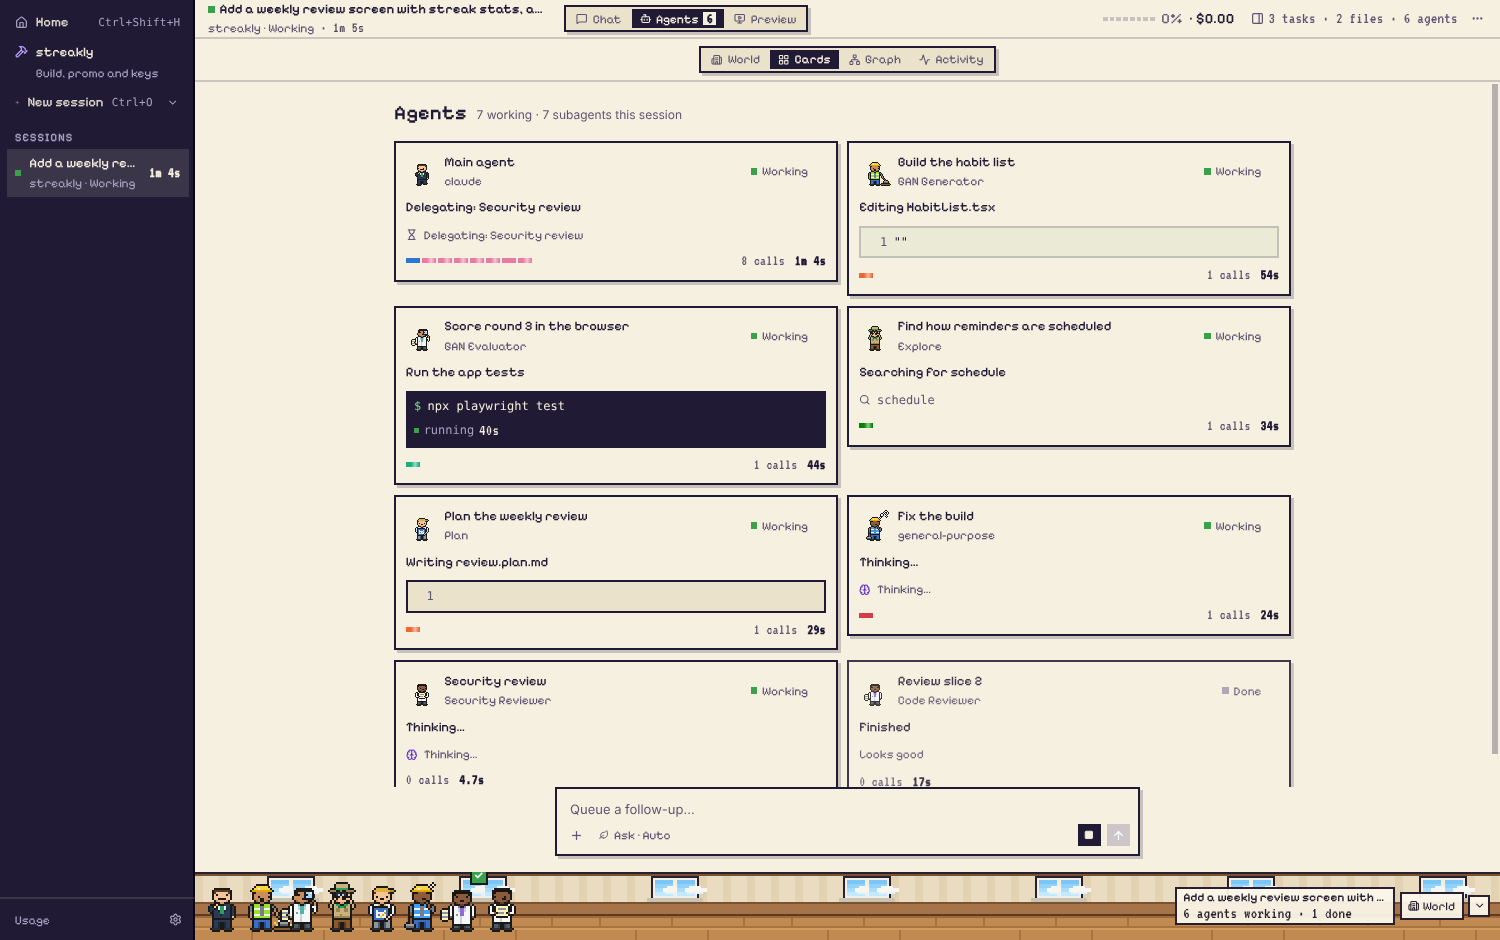 Home Ctrl+Shift+H
streakly
Build, promo and keys
New session Ctrl+O
SESSIONS
Add a weekly re... 1m 4s
streakly · Working
Usage
Add a weekly review screen with streak stats, a...
streakly · Working · 1m 5s
Chat Agents 6 Preview
0% · $0.00 3 tasks · 2 files · 6 agents
World Cards Graph Activity
Agents 7 working · 7 subagents this session
Main agent
claude
Working
Delegating: Security review
Delegating: Security review
8 calls 1m 4s
Build the habit list
GAN Generator
Working
Editing HabitList.tsx
1 ""
1 calls 54s
Score round 3 in the browser
GAN Evaluator
Working
Run the app tests
$ npx playwright test
running 40s
1 calls 44s
Find how reminders are scheduled
Explore
Working
Searching for schedule
schedule
1 calls 34s
Plan the weekly review
Plan
Working
Writing review.plan.md
1
1 calls 29s
Fix the build
general-purpose
Working
Thinking...
Thinking...
1 calls 24s
Security review
Security Reviewer
Working
Thinking...
Thinking...
0 calls 4.7s
Review slice 2
Code Reviewer
Done
Finished
Looks good
0 calls 17s
Queue a follow-up...
Ask · Auto
Add a weekly review screen with ...
6 agents working · 1 done
World